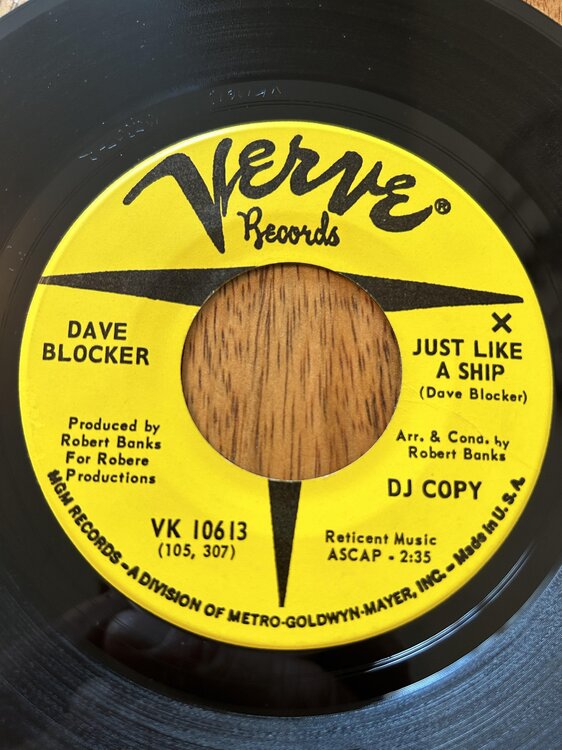 Verve®
Records
DAVE
BLOCKER
X
JUST LIKE
A SHIP
(Dave Blocker)
Produced by
Robert Banks
For Robere
Productions
Arr. & Cond. by
Robert Banks
DJ COPY
VK 10613
(105, 307)
Reticent Music
ASCAP - 2:35
MGM RECORDS - A DIVISION OF METRO-GOLDWYN-MAYER, INC. - Made in U.S.A.